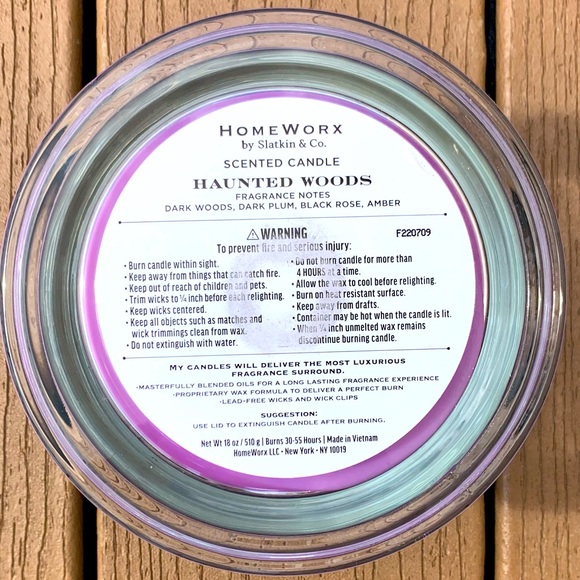 HOMEWORX
by Slatkin & Co.
SCENTED CANDLE
HAUNTED WOODS
FRAGRANCE NOTES
DARK WOODS, DARK PLUM, BLACK ROSE, AMBER
⚠WARNING
F220709
To prevent fire and serious injury:
• Burn candle within sight.
• Keep away from things that can catch fire.
• Keep out of reach of children and pets.
• Trim wicks to ¼ inch before each relighting.
• Keep wicks centered.
• Keep all objects such as matches and
wick trimmings clean from wax.
• Do not extinguish with water.
• Do not burn candle for more than
4 HOURS at a time.
• Allow the wax to cool before relighting.
• Burn on heat resistant surface.
• Keep away from drafts.
• Container may be hot when the candle is lit.
• When ¼ inch unmelted wax remains
discontinue burning candle.
MY CANDLES WILL DELIVER THE MOST LUXURIOUS
FRAGRANCE SURROUND.
•MASTERFULLY BLENDED OILS FOR A LONG LASTING FRAGRANCE EXPERIENCE
•PROPRIETARY WAX FORMULA TO DELIVER A PERFECT BURN
•LEAD-FREE WICKS AND WICK CLIPS
SUGGESTION:
USE LID TO EXTINGUISH CANDLE AFTER BURNING.
Net Wt 18 oz / 510 g | Burns 30-55 Hours | Made in Vietnam
HomeWorx LLC • New York • NY 10019